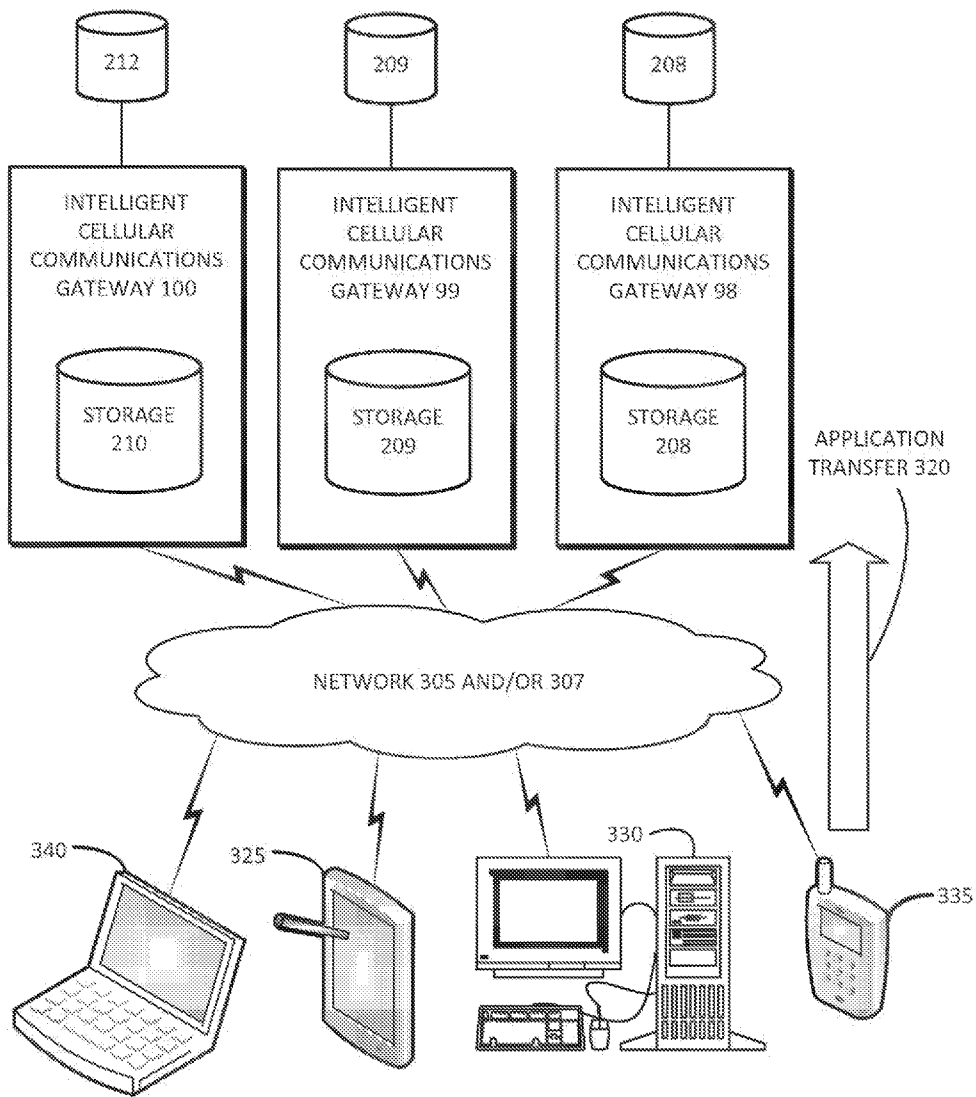 212
209
208
INTELLIGENT
CELLULAR
COMMUNICATIONS
GATEWAY 100
INTELLIGENT
CELLULAR
COMMUNICATIONS
GATEWAY 99
INTELLIGENT
CELLULAR
COMMUNICATIONS
GATEWAY 98
STORAGE
210
STORAGE
209
STORAGE
208
APPLICATION
TRANSFER 320
NETWORK 305 AND/OR 307
340
325
330
335